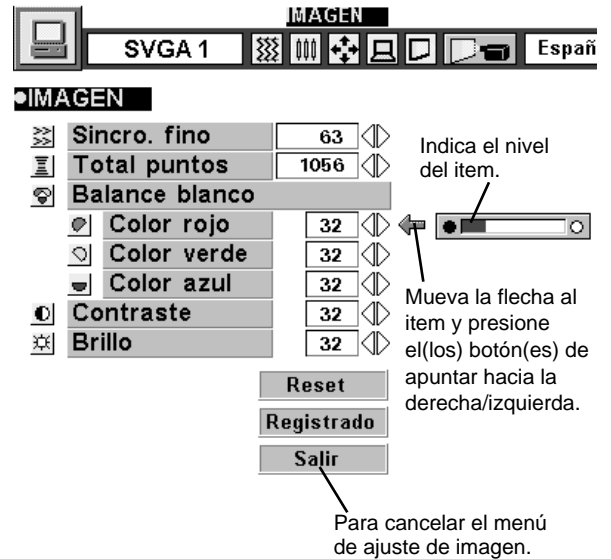 IMAGEN
SVGA 1
Españ
●IMAGEN
Sincro. fino 63
Total puntos 1056
Balance blanco
Color rojo 32
Color verde 32
Color azul 32
Contraste 32
Brillo 32
Reset
Registrado
Salir
Indica el nivel
del item.
Mueva la flecha al
item y presione
el(los) botón(es) de
apuntar hacia la
derecha/izquierda.
Para cancelar el menú
de ajuste de imagen.